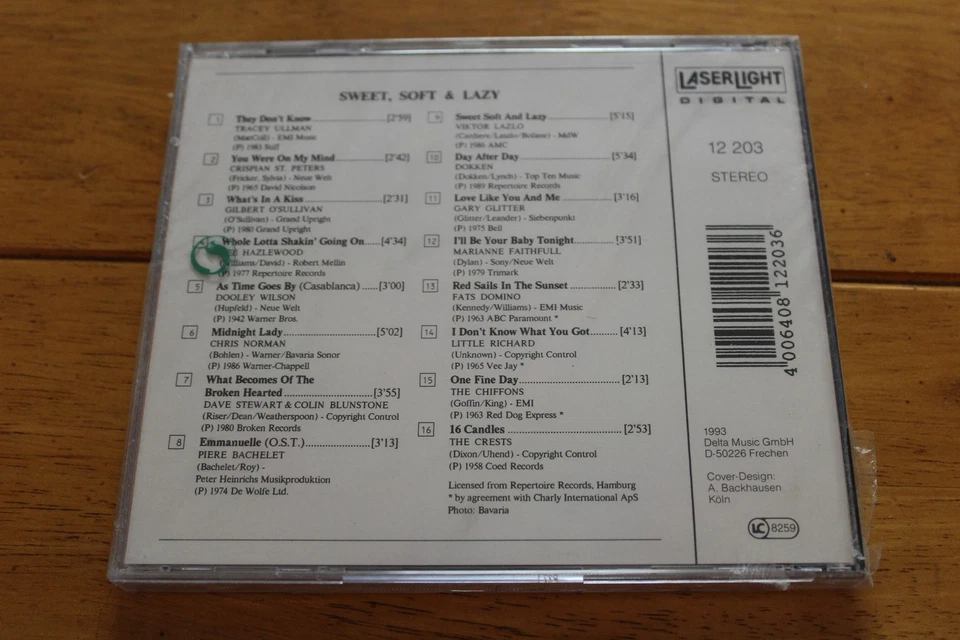 SWEET, SOFT & LAZY
1 They Don't Know [2'59]
TRACEY ULLMAN
(MacColl) - EMI Music
(P) 1983 Stiff
2 You Were On My Mind [2'42]
CRISPIAN ST. PETERS
(Fricker, Sylvia) - Neue Welt
(P) 1965 David Nicolson
3 What's In A Kiss [2'31]
GILBERT O'SULLIVAN
(O'Sullivan) - Grand Upright
(P) 1980 Grand Upright
Whole Lotta Shakin' Going On [4'34]
HAZLEWOOD
- Robert Mellin
(P) 1977 Repertoire Records
5 As Time Goes By (Casablanca) [3'00]
DOOLEY WILSON
(Hupfeld) - Neue Welt
(P) 1942 Warner Bros.
6 Midnight Lady [5'02]
CHRIS NORMAN
(Bohlen) - Warner/Bavaria Sonor
(P) 1986 Warner-Chappell
7 What Becomes Of The
Broken Hearted [3'55]
DAVE STEWART & COLIN BLUNSTONE
(Riser/Dean/Weatherspoon) - Copyright Control
(P) 1980 Broken Records
8 Emmanuelle (O.S.T.) [3'13]
PIERE BACHELET
(Bachelet/Roy) -
Peter Heinrichs Musikproduktion
(P) 1974 De Wolfe Ltd.
9 Sweet Soft And Lazy [5'15]
VIKTOR LAZLO
- MdW
(P) 1986 AMC
10 Day After Day [5'34]
DOKKEN
(Dokken/Lynch) - Top Ten Music
(P) 1989 Repertoire Records
11 Love Like You And Me [3'16]
GARY GLITTER
(Glitter/Leander) - Siebenpunkt
(P) 1975 Bell
12 I'll Be Your Baby Tonight [3'51]
MARIANNE FAITHFULL
(Dylan) - Sony/Neue Welt
(P) 1979 Trimark
13 Red Sails In The Sunset [2'33]
FATS DOMINO
(Kennedy/Williams) - EMI Music
(P) 1963 ABC Paramount *
14 I Don't Know What You Got [4'13]
LITTLE RICHARD
(Unknown) - Copyright Control
(P) 1965 Vee Jay *
15 One Fine Day [2'13]
THE CHIFFONS
(Goffin/King) - EMI
(P) 1963 Red Dog Express *
16 16 Candles [2'53]
THE CRESTS
(Dixon/Uhend) - Copyright Control
(P) 1958 Coed Records
Licensed from Repertoire Records, Hamburg
* by agreement with Charly International ApS
Photo: Bavaria
LASERLIGHT
DIGITAL
12 203
STEREO
4 006408 122036
1993
Delta Music GmbH
D-50226 Frechen
Cover-Design:
A. Backhausen
Köln
LC 8259